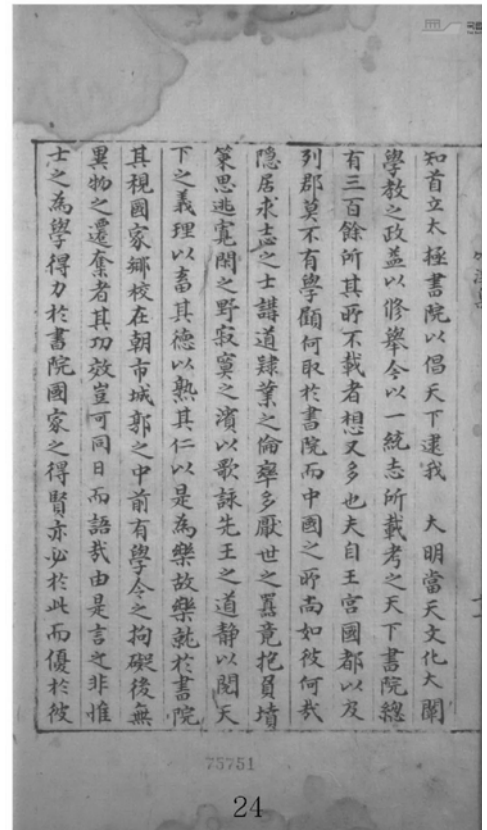 知首立太極書院以倡天下逮我 大明當天文化大闡
學教之政益以修舉今以一統志所載考之天下書院總
有三百餘所其所不載者想又多也夫自王宮國都以及
列郡莫不有學顧何取於書院而中國之所尚如彼何哉
隱居求志之士講道肄業之倫率多厭世之囂竟抱負墳
策思逃寬閑之野寂寞之濱以歌詠先王之道靜以閱天
下之義理以畜其德以熟其仁以是為樂故樂就於書院
其視國家鄉校在朝市城郭之中前有學令之拘礙後無
異物之遷奪者其功效豈可同日而語哉由是言之非惟
士之為學得力於書院國家之得賢亦必於此而優於彼
75751
24